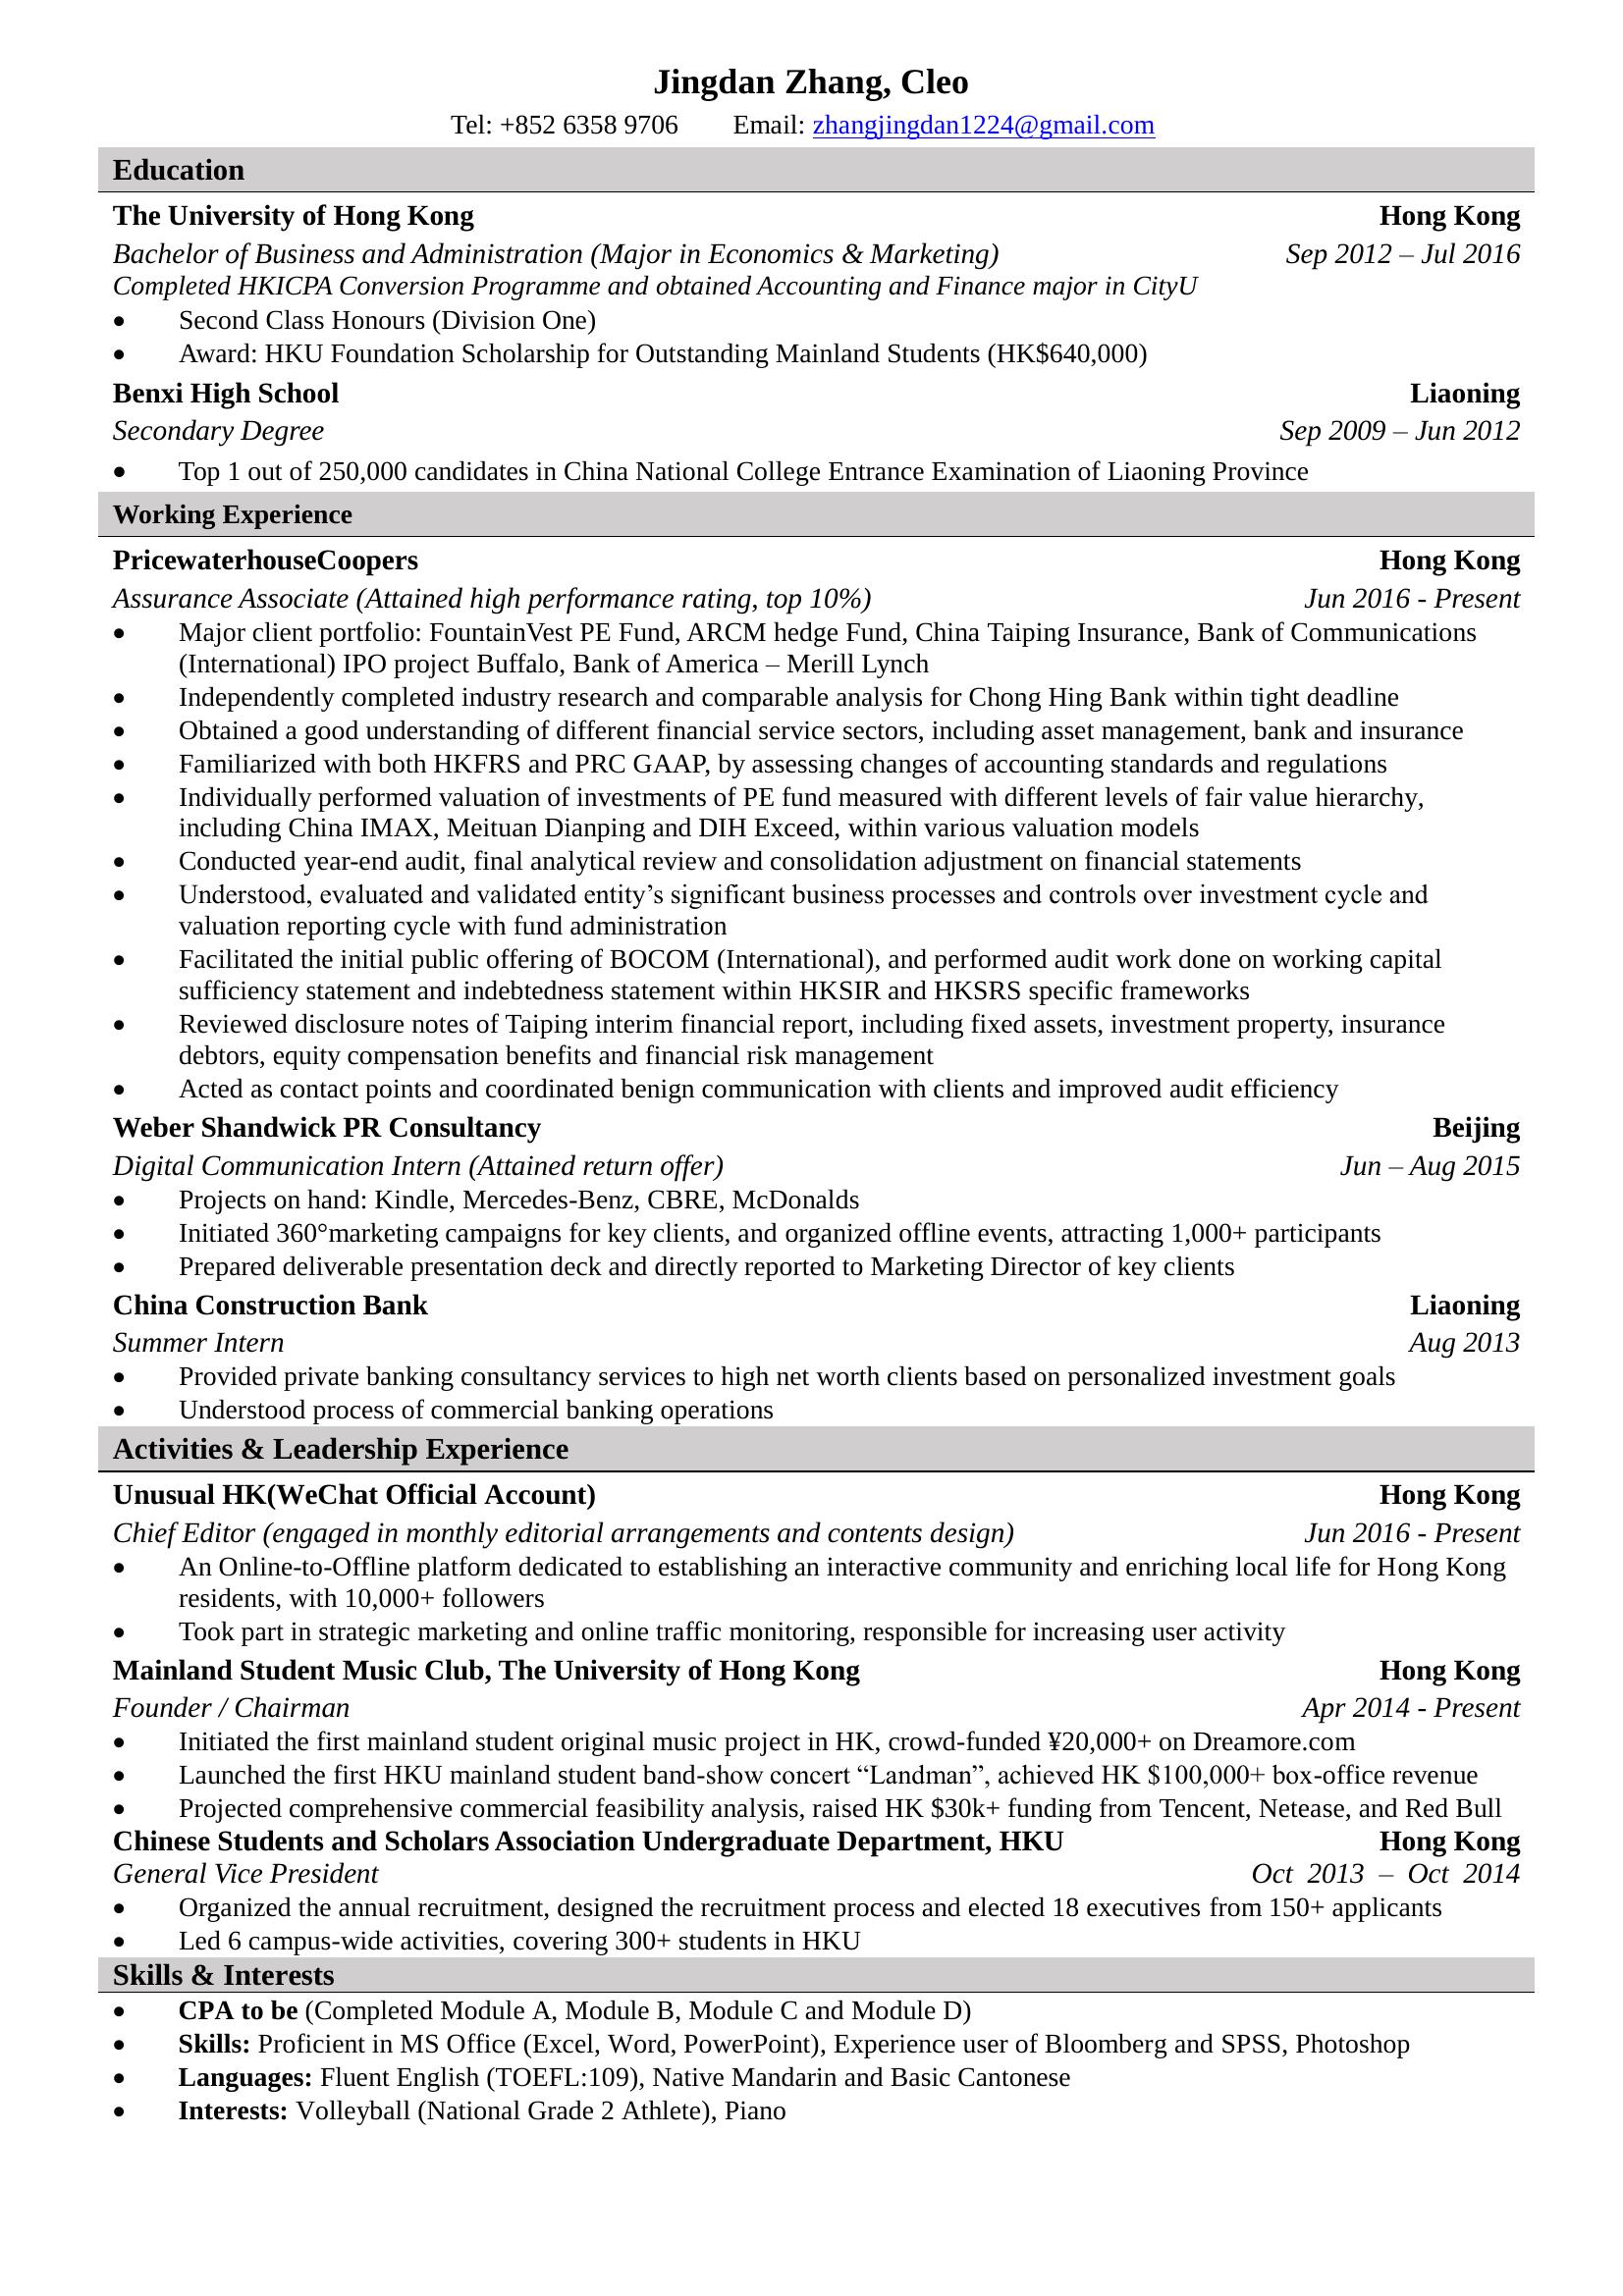 Jingdan Zhang, Cleo
Tel: +852 6358 9706 Email: zhangjingdan1224@gmail.com
Education
The University of Hong Kong Hong Kong
Bachelor of Business and Administration (Major in Economics & Marketing) Sep 2012 – Jul 2016
Completed HKICPA Conversion Programme and obtained Accounting and Finance major in CityU
• Second Class Honours (Division One)
• Award: HKU Foundation Scholarship for Outstanding Mainland Students (HK$640,000)
Benxi High School Liaoning
Secondary Degree Sep 2009 – Jun 2012
• Top 1 out of 250,000 candidates in China National College Entrance Examination of Liaoning Province
Working Experience
PricewaterhouseCoopers Hong Kong
Assurance Associate (Attained high performance rating, top 10%) Jun 2016 - Present
• Major client portfolio: FountainVest PE Fund, ARCM hedge Fund, China Taiping Insurance, Bank of Communications
(International) IPO project Buffalo, Bank of America – Merill Lynch
• Independently completed industry research and comparable analysis for Chong Hing Bank within tight deadline
• Obtained a good understanding of different financial service sectors, including asset management, bank and insurance
• Familiarized with both HKFRS and PRC GAAP, by assessing changes of accounting standards and regulations
• Individually performed valuation of investments of PE fund measured with different levels of fair value hierarchy,
including China IMAX, Meituan Dianping and DIH Exceed, within various valuation models
• Conducted year-end audit, final analytical review and consolidation adjustment on financial statements
• Understood, evaluated and validated entity’s significant business processes and controls over investment cycle and
valuation reporting cycle with fund administration
• Facilitated the initial public offering of BOCOM (International), and performed audit work done on working capital
sufficiency statement and indebtedness statement within HKSIR and HKSRS specific frameworks
• Reviewed disclosure notes of Taiping interim financial report, including fixed assets, investment property, insurance
debtors, equity compensation benefits and financial risk management
• Acted as contact points and coordinated benign communication with clients and improved audit efficiency
Weber Shandwick PR Consultancy Beijing
Digital Communication Intern (Attained return offer) Jun – Aug 2015
• Projects on hand: Kindle, Mercedes-Benz, CBRE, McDonalds
• Initiated 360°marketing campaigns for key clients, and organized offline events, attracting 1,000+ participants
• Prepared deliverable presentation deck and directly reported to Marketing Director of key clients
China Construction Bank Liaoning
Summer Intern Aug 2013
• Provided private banking consultancy services to high net worth clients based on personalized investment goals
• Understood process of commercial banking operations
Activities & Leadership Experience
Unusual HK(WeChat Official Account) Hong Kong
Chief Editor (engaged in monthly editorial arrangements and contents design) Jun 2016 - Present
• An Online-to-Offline platform dedicated to establishing an interactive community and enriching local life for Hong Kong
residents, with 10,000+ followers
• Took part in strategic marketing and online traffic monitoring, responsible for increasing user activity
Mainland Student Music Club, The University of Hong Kong Hong Kong
Founder / Chairman Apr 2014 - Present
• Initiated the first mainland student original music project in HK, crowd-funded ¥20,000+ on Dreamore.com
• Launched the first HKU mainland student band-show concert “Landman”, achieved HK $100,000+ box-office revenue
• Projected comprehensive commercial feasibility analysis, raised HK $30k+ funding from Tencent, Netease, and Red Bull
Chinese Students and Scholars Association Undergraduate Department, HKU Hong Kong
General Vice President Oct 2013 – Oct 2014
• Organized the annual recruitment, designed the recruitment process and elected 18 executives from 150+ applicants
• Led 6 campus-wide activities, covering 300+ students in HKU
Skills & Interests
• CPA to be (Completed Module A, Module B, Module C and Module D)
• Skills: Proficient in MS Office (Excel, Word, PowerPoint), Experience user of Bloomberg and SPSS, Photoshop
• Languages: Fluent English (TOEFL:109), Native Mandarin and Basic Cantonese
• Interests: Volleyball (National Grade 2 Athlete), Piano